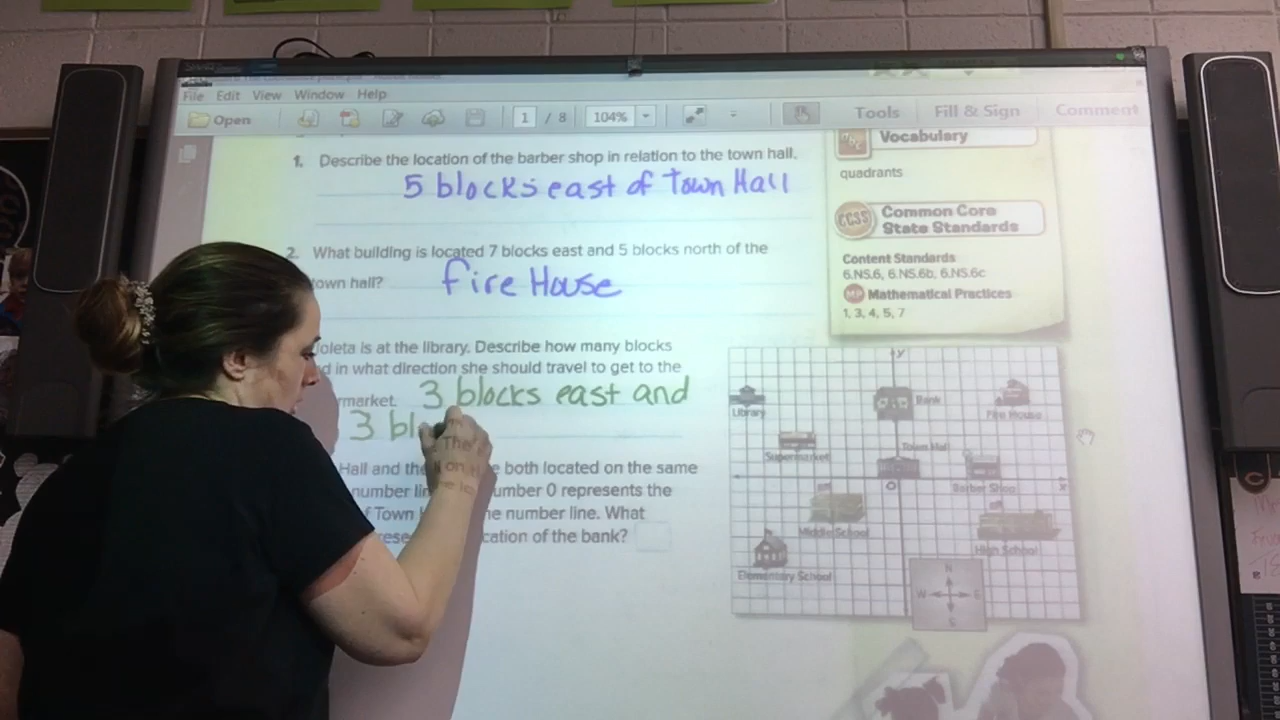 File Edit View Window Help
Open 1 / 8 104% Tools Fill & Sign Comment
1. Describe the location of the barber shop in relation to the town hall.
5 blocks east of Town Hall
2. What building is located 7 blocks east and 5 blocks north of the
town hall? fire House
Joleta is at the library. Describe how many blocks
in what direction she should travel to get to the
market. 3 blocks east and
3 bl
Hall and the both located on the same
number 0 represents the
Town number line. What
location of the bank?
Vocabulary
quadrants
CCSS Common Core
State Standards
Content Standards
6.NS.6, 6.NS.6b, 6.NS.6c
MP Mathematical Practices
1, 3, 4, 5, 7
y
Library
Bank
Fire House
Supermarket
Town Hall
O
Barber Shop
x
Middle School
High School
Elementary School
N
W E
S